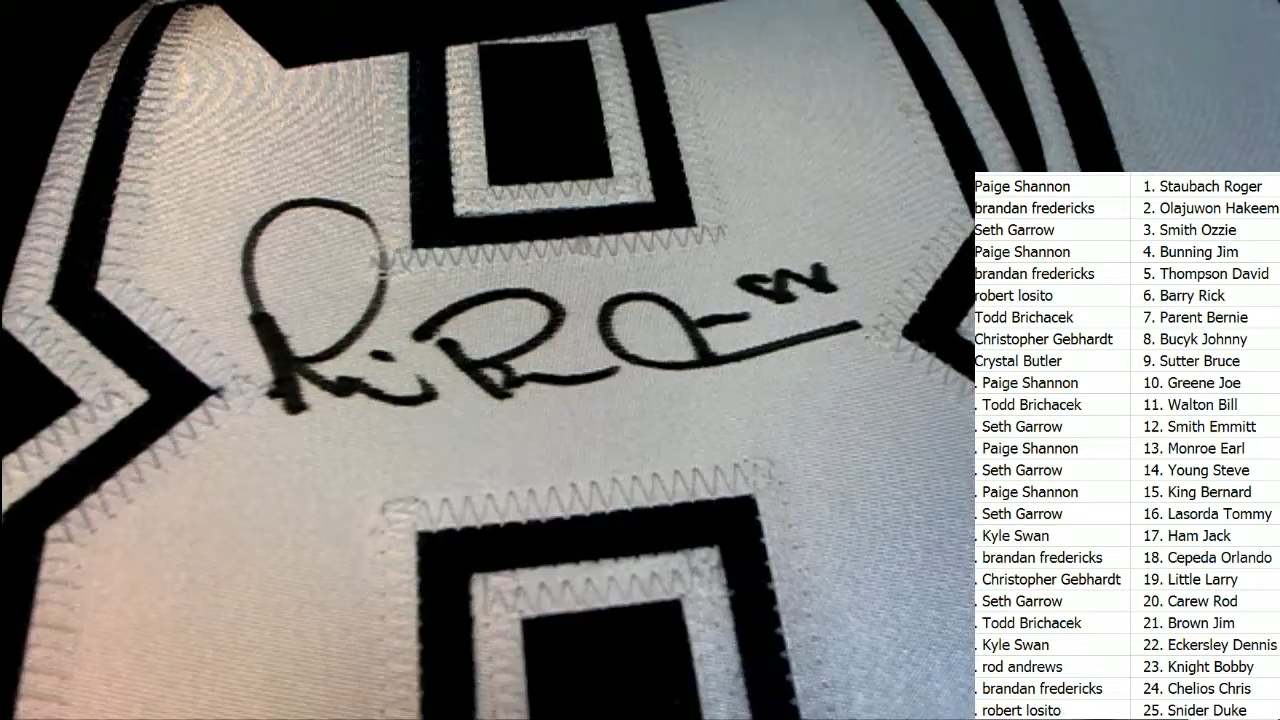 Paige Shannon 1. Staubach Roger
brandan fredericks 2. Olajuwon Hakeem
Seth Garrow 3. Smith Ozzie
Paige Shannon 4. Bunning Jim
brandan fredericks 5. Thompson David
robert losito 6. Barry Rick
Todd Brichacek 7. Parent Bernie
Christopher Gebhardt 8. Bucyk Johnny
Crystal Butler 9. Sutter Bruce
. Paige Shannon 10. Greene Joe
. Todd Brichacek 11. Walton Bill
. Seth Garrow 12. Smith Emmitt
. Paige Shannon 13. Monroe Earl
. Seth Garrow 14. Young Steve
. Paige Shannon 15. King Bernard
. Seth Garrow 16. Lasorda Tommy
. Kyle Swan 17. Ham Jack
. brandan fredericks 18. Cepeda Orlando
. Christopher Gebhardt 19. Little Larry
. Seth Garrow 20. Carew Rod
. Todd Brichacek 21. Brown Jim
. Kyle Swan 22. Eckersley Dennis
. rod andrews 23. Knight Bobby
. brandan fredericks 24. Chelios Chris
. robert losito 25. Snider Duke